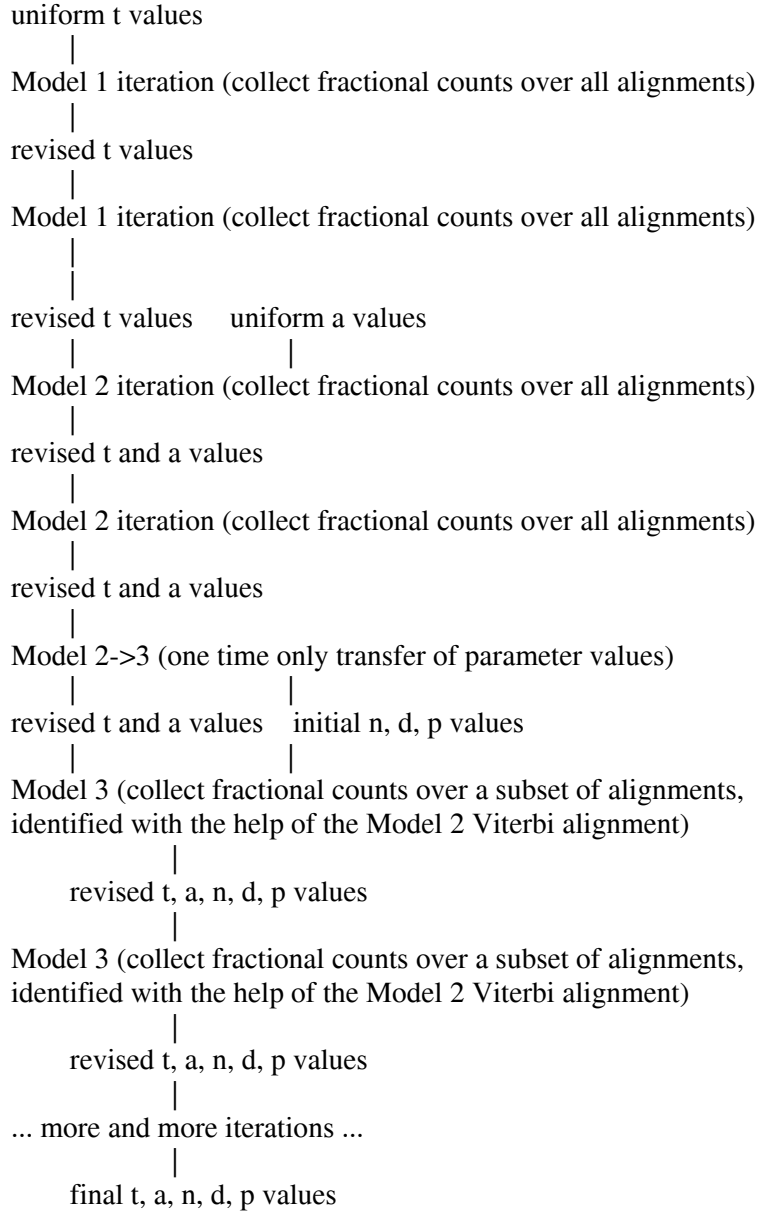 uniform t values
Model 1 iteration (collect fractional counts over all alignments)
revised t values
Model 1 iteration (collect fractional counts over all alignments)
revised t values uniform a values
Model 2 iteration (collect fractional counts over all alignments)
revised t and a values
Model 2 iteration (collect fractional counts over all alignments)
revised t and a values
Model 2->3 (one time only transfer of parameter values)
revised t and a values initial n, d, p values
Model 3 (collect fractional counts over a subset of alignments,
identified with the help of the Model 2 Viterbi alignment)
revised t, a, n, d, p values
Model 3 (collect fractional counts over a subset of alignments,
identified with the help of the Model 2 Viterbi alignment)
revised t, a, n, d, p values
... more and more iterations ...
final t, a, n, d, p values